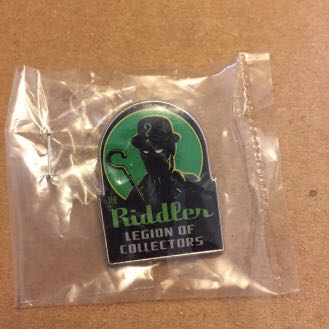 ?
THE
Riddler
LEGION OF
COLLECTORS